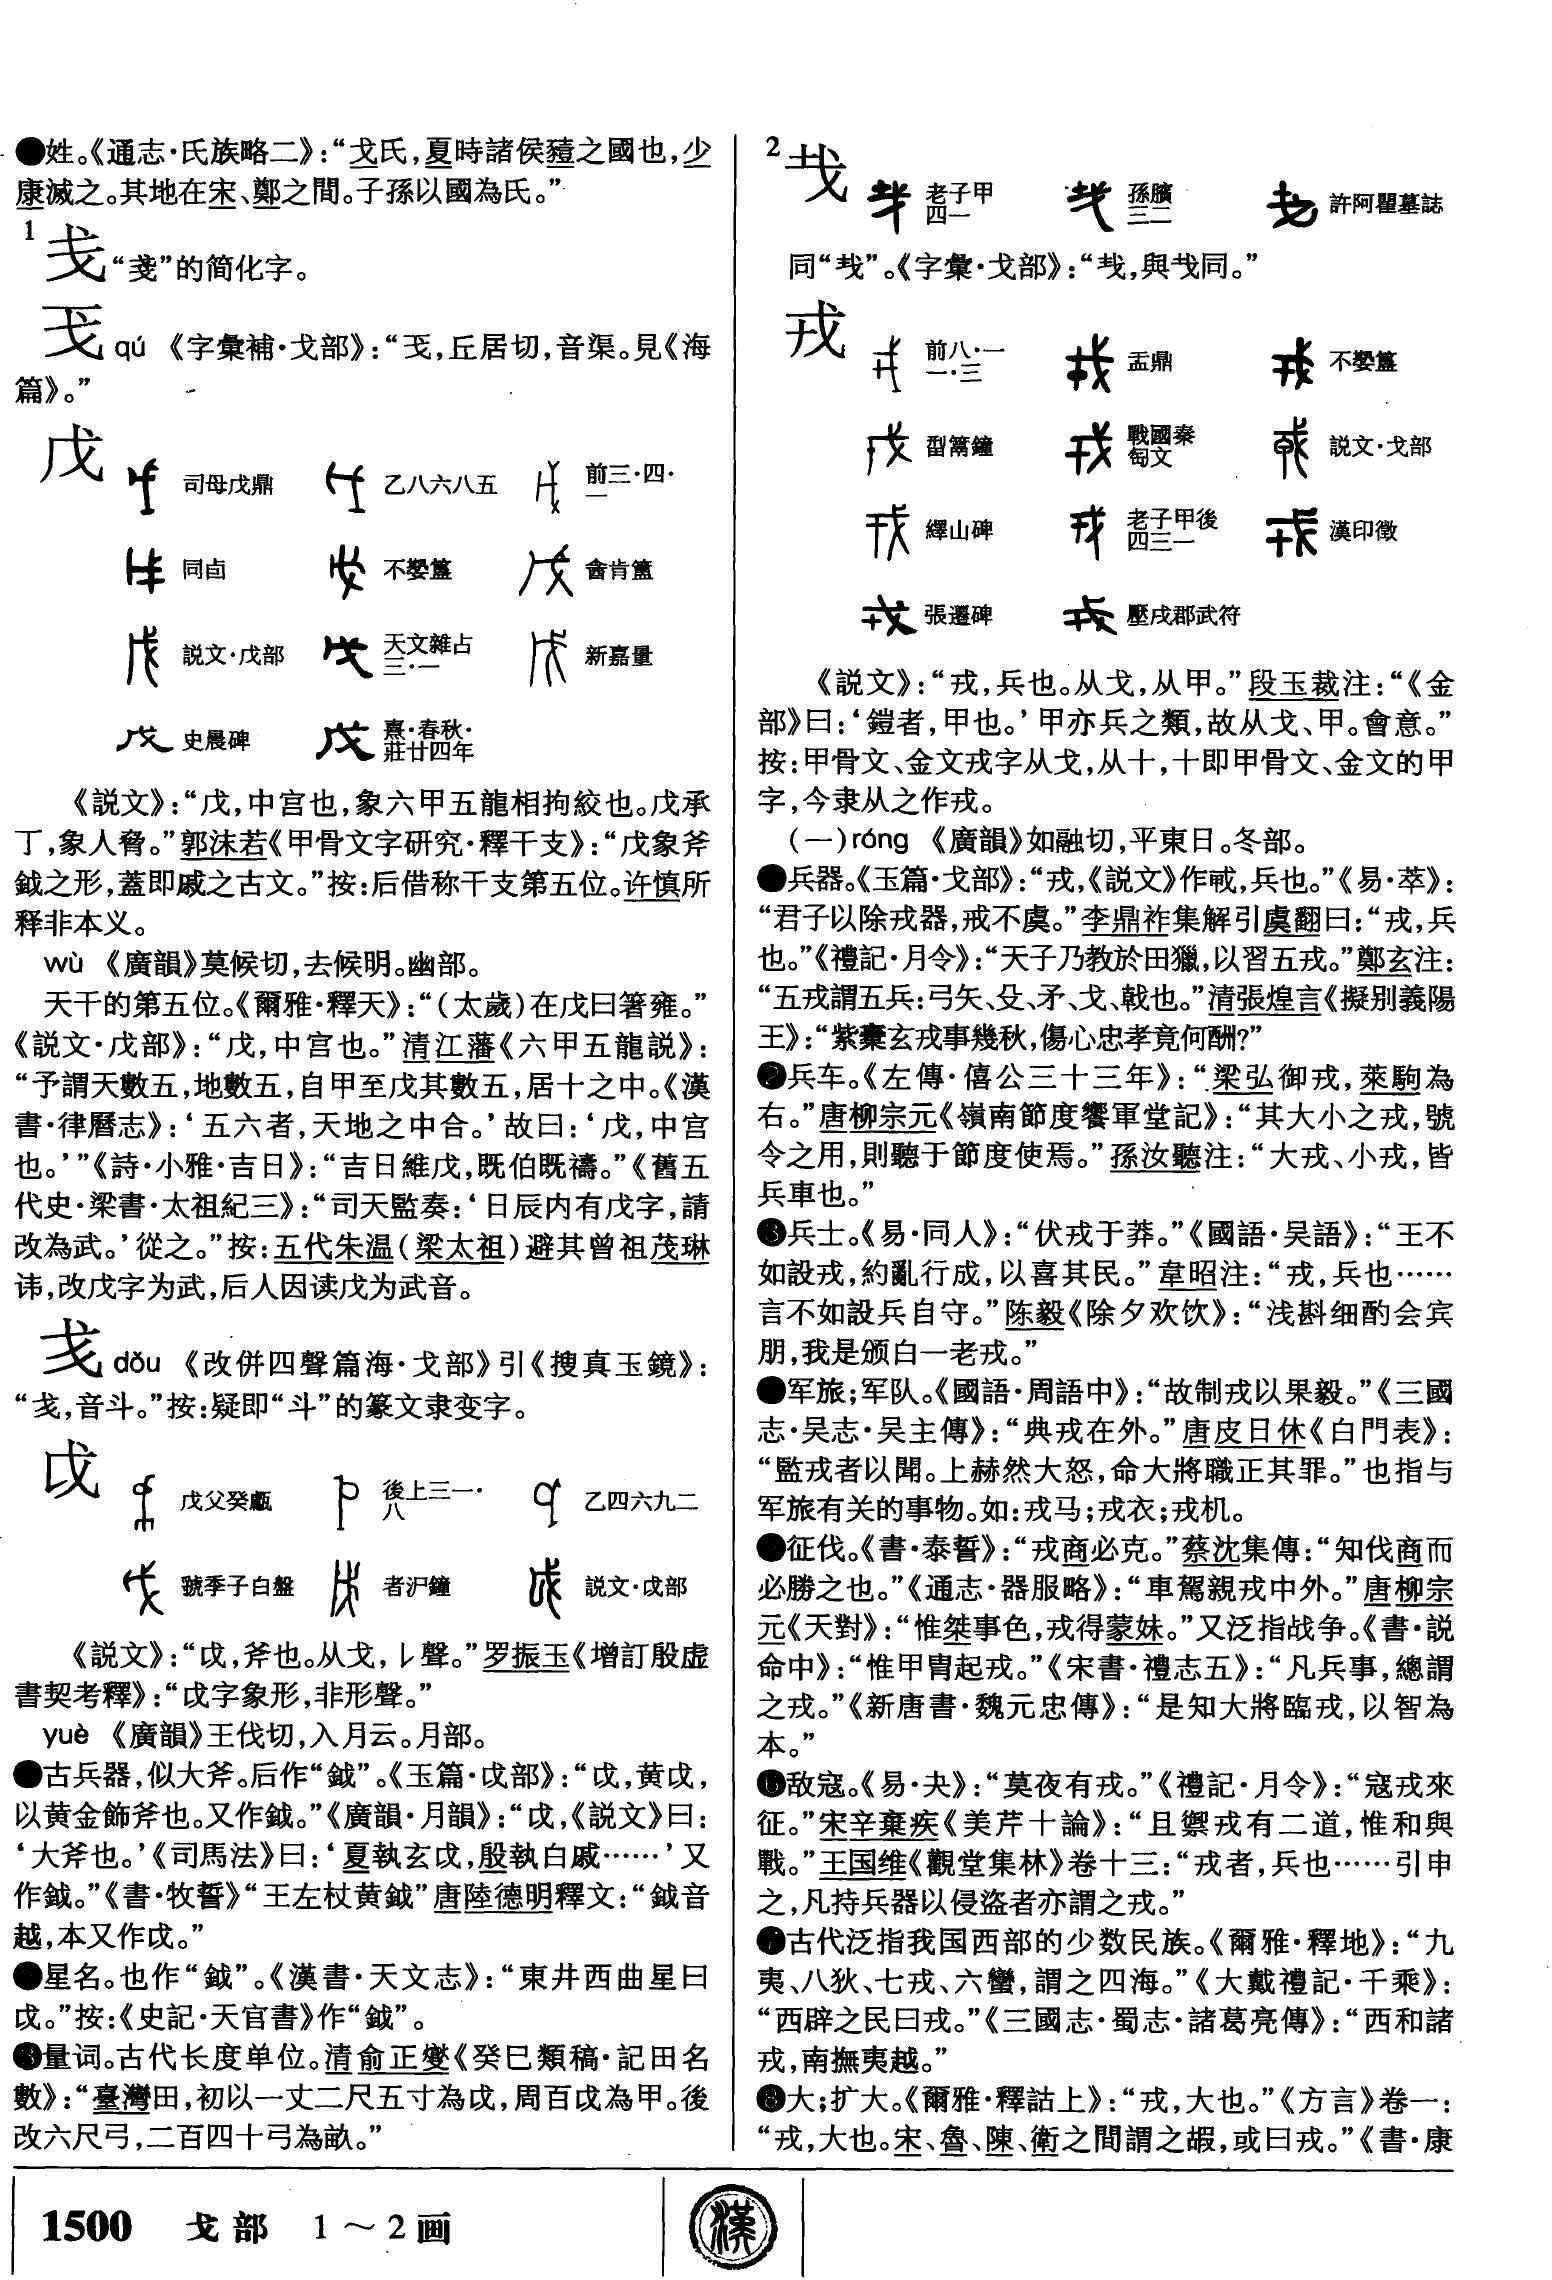 ●姓。《通志·氏族略二》：“戈氏，夏時諸侯豷之國也，少
康滅之。其地在宋、鄭之間。子孫以國為氏。”
1
戋 “戔”的简化字。
qú 《字彙補·戈部》：“，丘居切，音渠。見《海
篇》。”
戊
司母戊鼎 乙八六八五 前三·四·一
同卣 不𡢁簋 酓肯簠
説文·戊部 天文雜占三·一 新嘉量
史晨碑 熹·春秋·莊廿四年
《説文》：“戊，中宫也，象六甲五龍相拘絞也。戊承
丁，象人脅。”郭沫若《甲骨文字研究·釋干支》：“戊象斧
鉞之形，蓋即戚之古文。”按：后借称干支第五位。许慎所
释非本义。
wù 《廣韻》莫候切，去候明。幽部。
天干的第五位。《爾雅·釋天》：“（太歲）在戊曰箸雍。”
《説文·戊部》：“戊，中宫也。”清江藩《六甲五龍説》：
“予謂天數五，地數五，自甲至戊其數五，居十之中。《漢
書·律曆志》：‘五六者，天地之中合。’故曰：‘戊，中宫
也。’”《詩·小雅·吉日》：“吉日維戊，既伯既禱。”《舊五
代史·梁書·太祖紀三》：“司天監奏：‘日辰内有戊字，請
改為武。’從之。”按：五代朱温（梁太祖）避其曾祖茂琳
讳，改戊字为武，后人因读戊为武音。
dǒu 《改併四聲篇海·戈部》引《搜真玉鏡》：
“，音斗。”按：疑即“斗”的篆文隶变字。
戉
戊父癸甗 後上三一·八 乙四六九二
虢季子白盤 者沪鐘 説文·戉部
《説文》：“戉，斧也。从戈，𠄌聲。”罗振玉《增訂殷虚
書契考釋》：“戉字象形，非形聲。”
yuè 《廣韻》王伐切，入月云。月部。
●古兵器，似大斧。后作“鉞”。《玉篇·戉部》：“戉，黄戉，
以黄金飾斧也。又作鉞。”《廣韻·月韻》：“戉，《説文》曰：
‘大斧也。’《司馬法》曰：‘夏執玄戉，殷執白戚……’又
作鉞。”《書·牧誓》“王左杖黄鉞”唐陸德明釋文：“鉞音
越，本又作戉。”
●星名。也作“鉞”。《漢書·天文志》：“東井西曲星曰
戉。”按：《史記·天官書》作“鉞”。
❸量词。古代长度单位。清俞正燮《癸巳類稿·記田名
數》：“臺灣田，初以一丈二尺五寸為戉，周百戉為甲。後
改六尺弓，二百四十弓為畝。”
2
𢦏
老子甲四一 孫臏三二 許阿瞿墓誌
同“𢦏”。《字彙·戈部》：“𢦏，與同。”
戎
前八·一一·三 盂鼎 不𡢁簋
鐘 戰國秦匋文 説文·戈部
繹山碑 老子甲後四三一 漢印徵
張遷碑 壓戎郡武符
《説文》：“戎，兵也。从戈，从甲。”段玉裁注：“《金
部》曰：‘鎧者，甲也。’甲亦兵之類，故从戈、甲。會意。”
按：甲骨文、金文戎字从戈，从十，十即甲骨文、金文的甲
字，今隶从之作戎。
（一）róng 《廣韻》如融切，平東日。冬部。
●兵器。《玉篇·戈部》：“戎，《説文》作㦴，兵也。”《易·萃》：
“君子以除戎器，戒不虞。”李鼎祚集解引虞翻曰：“戎，兵
也。”《禮記·月令》：“天子乃教於田獵，以習五戎。”鄭玄注：
“五戎謂五兵：弓矢、殳、矛、戈、戟也。”清張煌言《擬别義陽
王》：“紫橐玄戎事幾秋，傷心忠孝竟何酬？”
❷兵车。《左傳·僖公三十三年》：“梁弘御戎，萊駒為
右。”唐柳宗元《嶺南節度饗軍堂記》：“其大小之戎，號
令之用，則聽于節度使焉。”孫汝聽注：“大戎、小戎，皆
兵車也。”
❸兵士。《易·同人》：“伏戎于莽。”《國語·吴語》：“王不
如設戎，約亂行成，以喜其民。”韋昭注：“戎，兵也……
言不如設兵自守。”陈毅《除夕欢饮》：“浅斟细酌会宾
朋，我是颁白一老戎。”
●军旅；军队。《國語·周語中》：“故制戎以果毅。”《三國
志·吴志·吴主傳》：“典戎在外。”唐皮日休《白門表》：
“監戎者以聞。上赫然大怒，命大將職正其罪。”也指与
军旅有关的事物。如：戎马；戎衣；戎机。
●征伐。《書·泰誓》：“戎商必克。”蔡沈集傳：“知伐商而
必勝之也。”《通志·器服略》：“車駕親戎中外。”唐柳宗
元《天對》：“惟桀事色，戎得蒙妹。”又泛指战争。《書·説
命中》：“惟甲冑起戎。”《宋書·禮志五》：“凡兵事，總謂
之戎。”《新唐書·魏元忠傳》：“是知大將臨戎，以智為
本。”
❻敌寇。《易·夬》：“莫夜有戎。”《禮記·月令》：“寇戎來
征。”宋辛棄疾《美芹十論》：“且禦戎有二道，惟和與
戰。”王国维《觀堂集林》卷十三：“戎者，兵也……引申
之，凡持兵器以侵盗者亦謂之戎。”
❼古代泛指我国西部的少数民族。《爾雅·釋地》：“九
夷、八狄、七戎、六蠻，謂之四海。”《大戴禮記·千乘》：
“西辟之民曰戎。”《三國志·蜀志·諸葛亮傳》：“西和諸
戎，南撫夷越。”
❽大；扩大。《爾雅·釋詁上》：“戎，大也。”《方言》卷一：
“戎，大也。宋、魯、陳、衛之間謂之嘏，或曰戎。”《書·康
1500 戈部 1～2画
漢